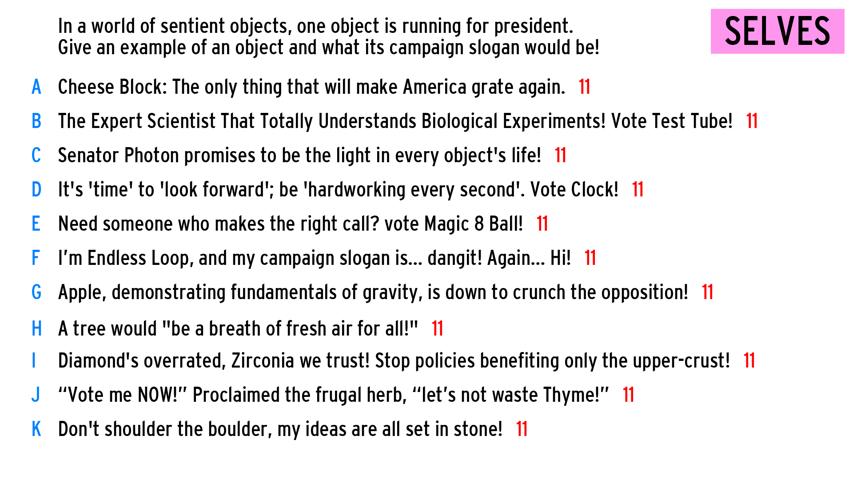 In a world of sentient objects, one object is running for president.
Give an example of an object and what its campaign slogan would be!
SELVES
A Cheese Block: The only thing that will make America grate again. 11
B The Expert Scientist That Totally Understands Biological Experiments! Vote Test Tube! 11
C Senator Photon promises to be the light in every object's life! 11
D It's 'time' to 'look forward'; be 'hardworking every second'. Vote Clock! 11
E Need someone who makes the right call? vote Magic 8 Ball! 11
F I’m Endless Loop, and my campaign slogan is... dangit! Again... Hi! 11
G Apple, demonstrating fundamentals of gravity, is down to crunch the opposition! 11
H A tree would "be a breath of fresh air for all!" 11
I Diamond's overrated, Zirconia we trust! Stop policies benefiting only the upper-crust! 11
J “Vote me NOW!” Proclaimed the frugal herb, “let’s not waste Thyme!” 11
K Don't shoulder the boulder, my ideas are all set in stone! 11